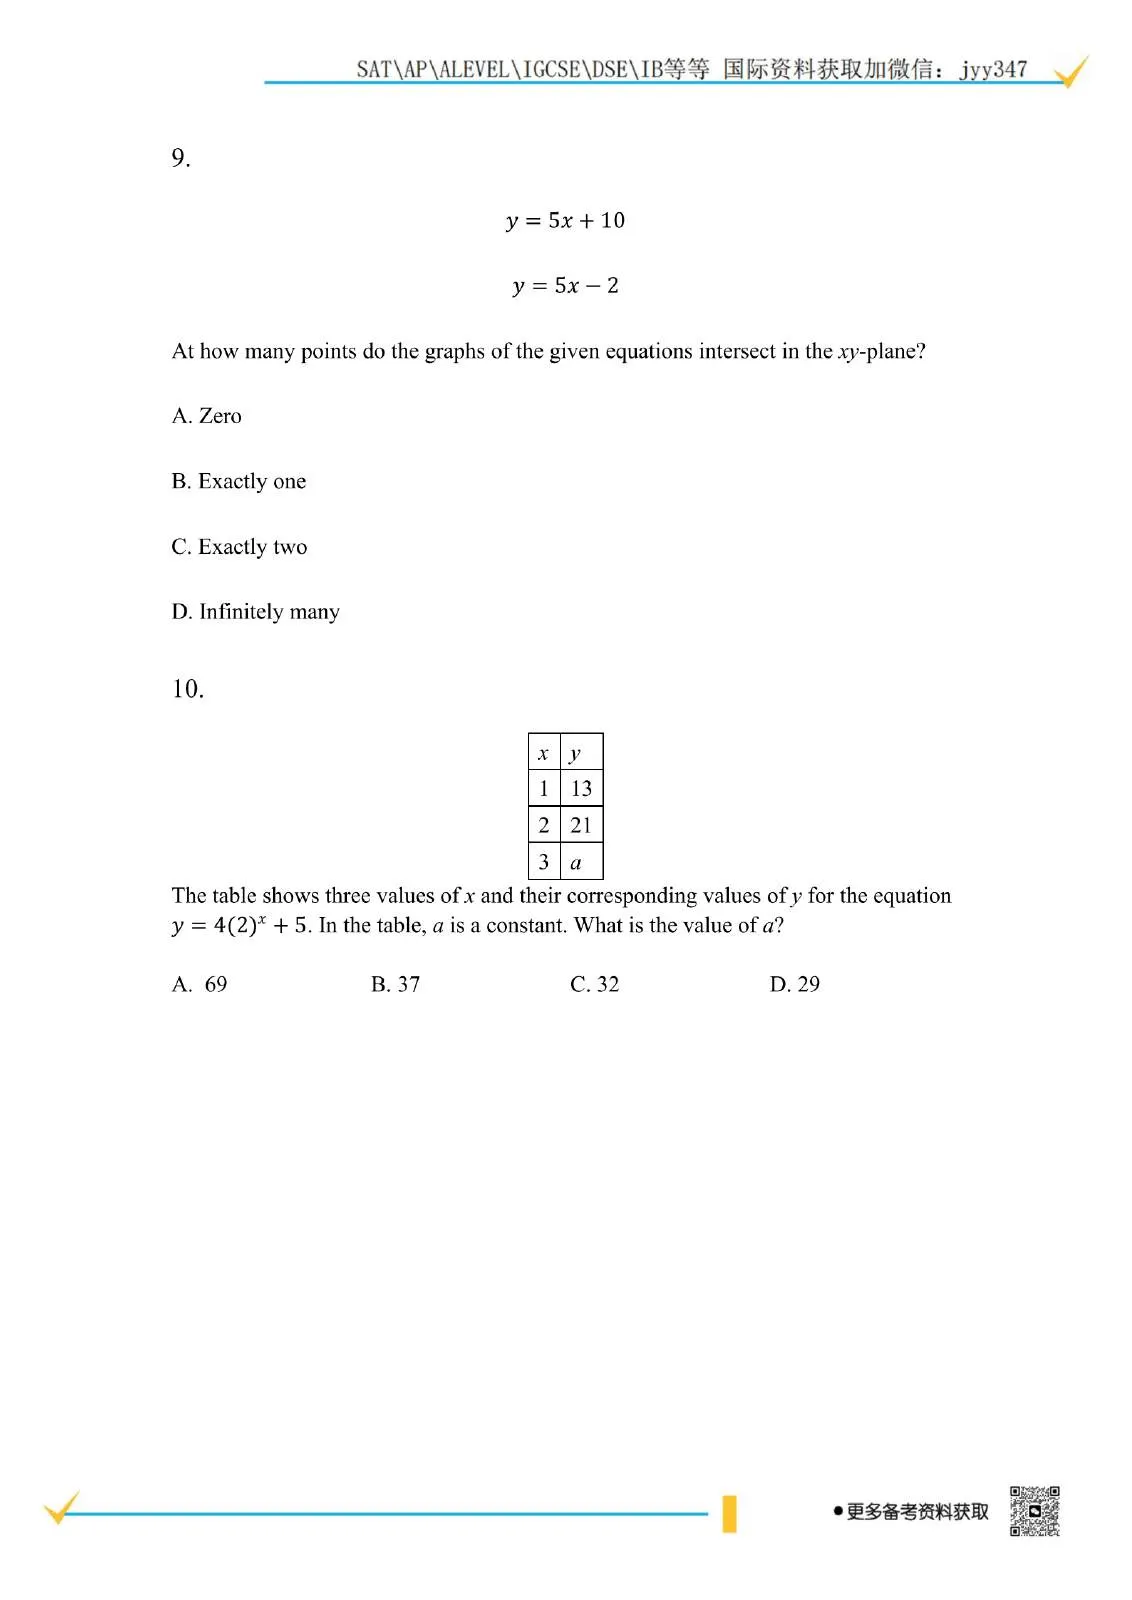 SAT\AP\ALEVEL\IGCSE\DSE\IB等等 国际资料获取加微信：jyy347
9.
y = 5x + 10
y = 5x − 2
At how many points do the graphs of the given equations intersect in the xy-plane?
A. Zero
B. Exactly one
C. Exactly two
D. Infinitely many
10.
x y
1 13
2 21
3 a
The table shows three values of x and their corresponding values of y for the equation
y = 4(2)ˣ + 5. In the table, a is a constant. What is the value of a?
A. 69 B. 37 C. 32 D. 29
●更多备考资料获取